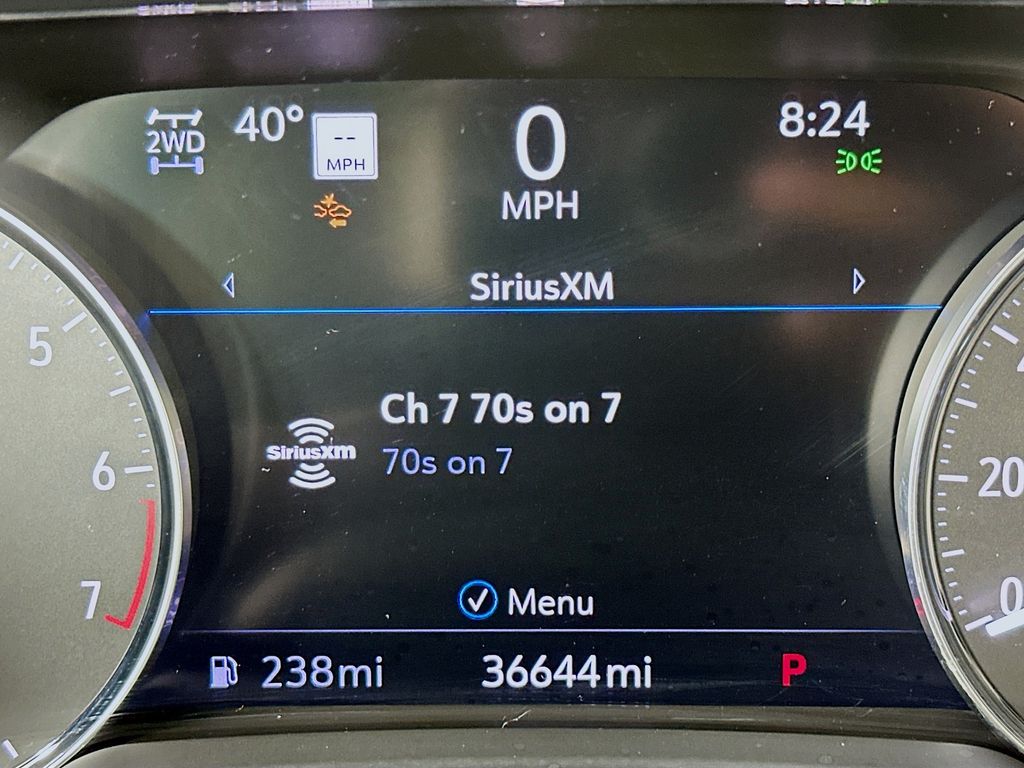 2WD 40° -- MPH 0 MPH 8:24
SiriusXM
Ch 7 70s on 7
siriusxm 70s on 7
Menu
238mi 36644mi P
5
6
7
20
0